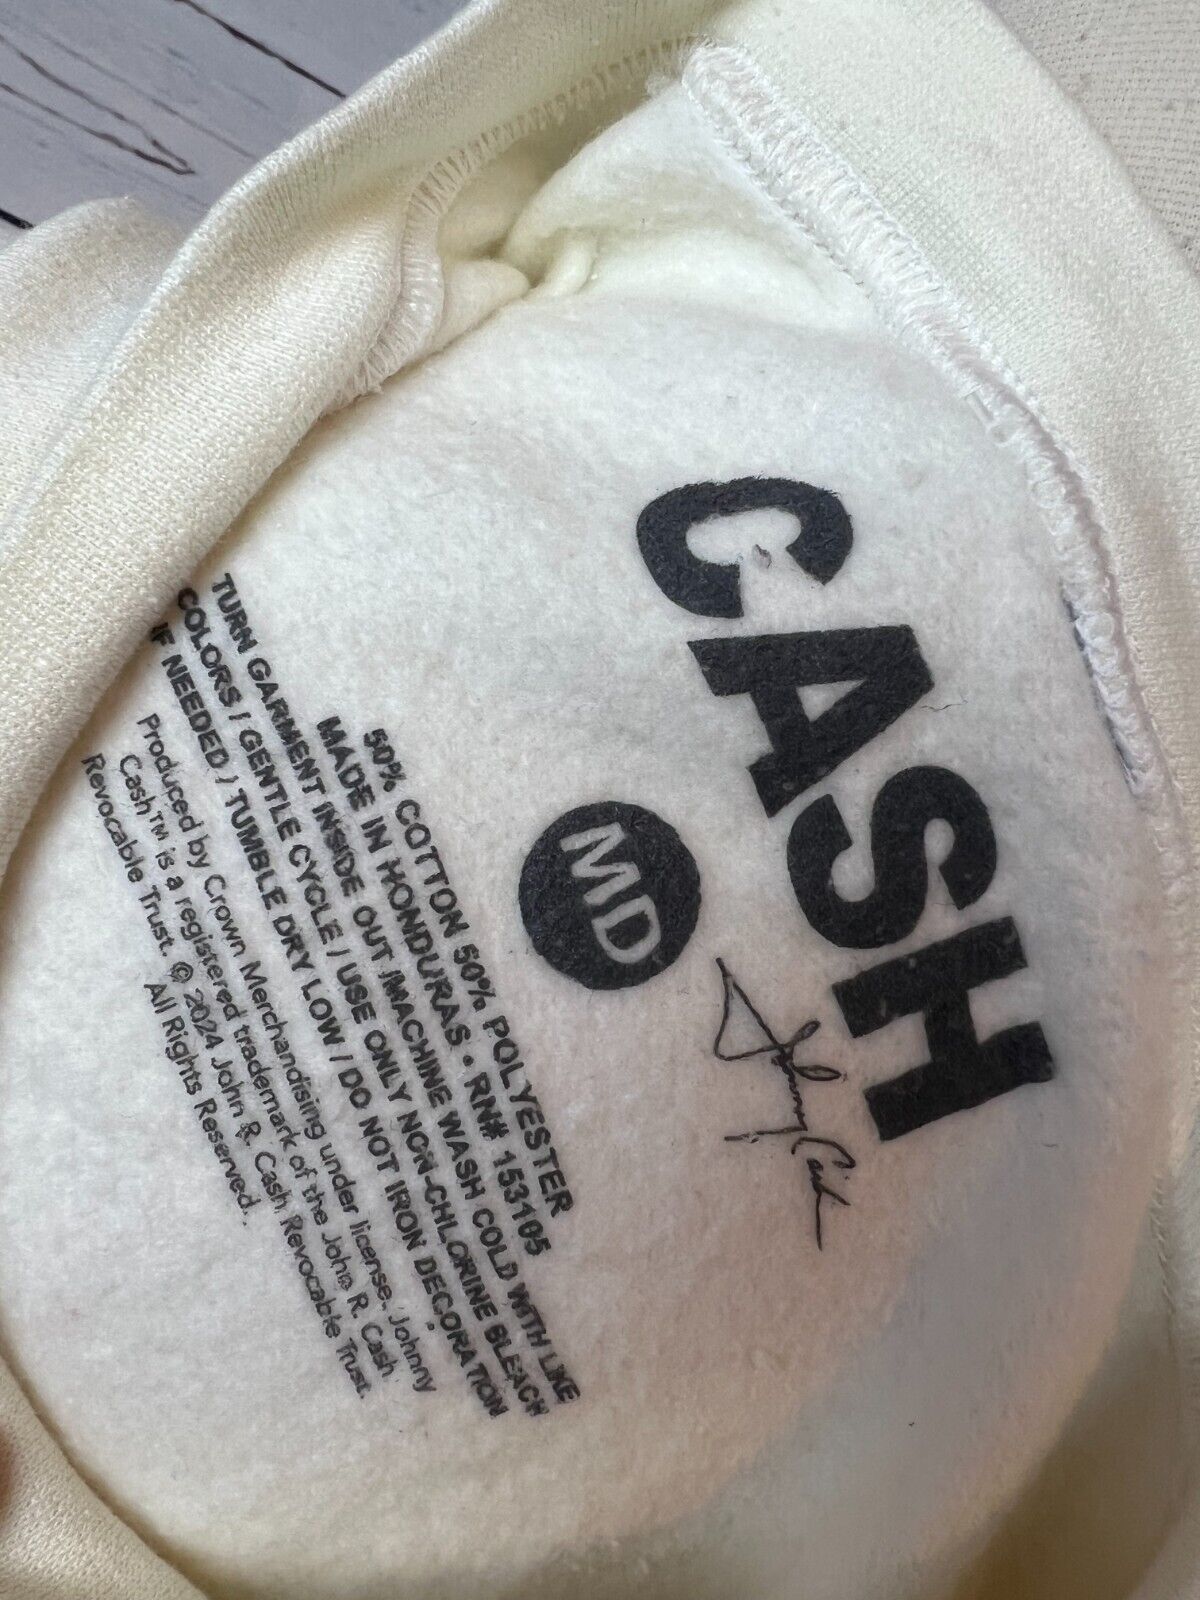 CASH
Johnny Cash
MD
50% COTTON 50% POLYESTER
MADE IN HONDURAS • RN# 153105
TURN GARMENT INSIDE OUT /MACHINE WASH COLD WITH LIKE
COLORS / GENTLE CYCLE / USE ONLY NON-CHLORINE BLEACH
IF NEEDED / TUMBLE DRY LOW / DO NOT IRON DECORATION
Produced by Crown Merchandising under license. Johnny
Cash™ is a registered trademark of the John R. Cash
Revocable Trust. © 2024 John R. Cash Revocable Trust.
All Rights Reserved.